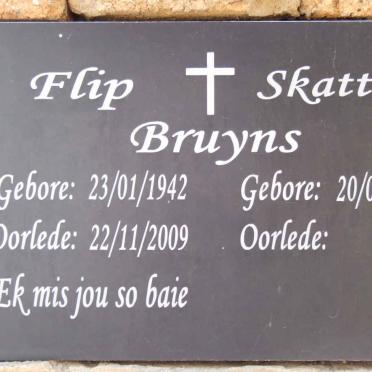 Flip Skatt
Bruyns
Gebore: 23/01/1942 Gebore: 20/0
Oorlede: 22/11/2009 Oorlede:
Ek mis jou so baie